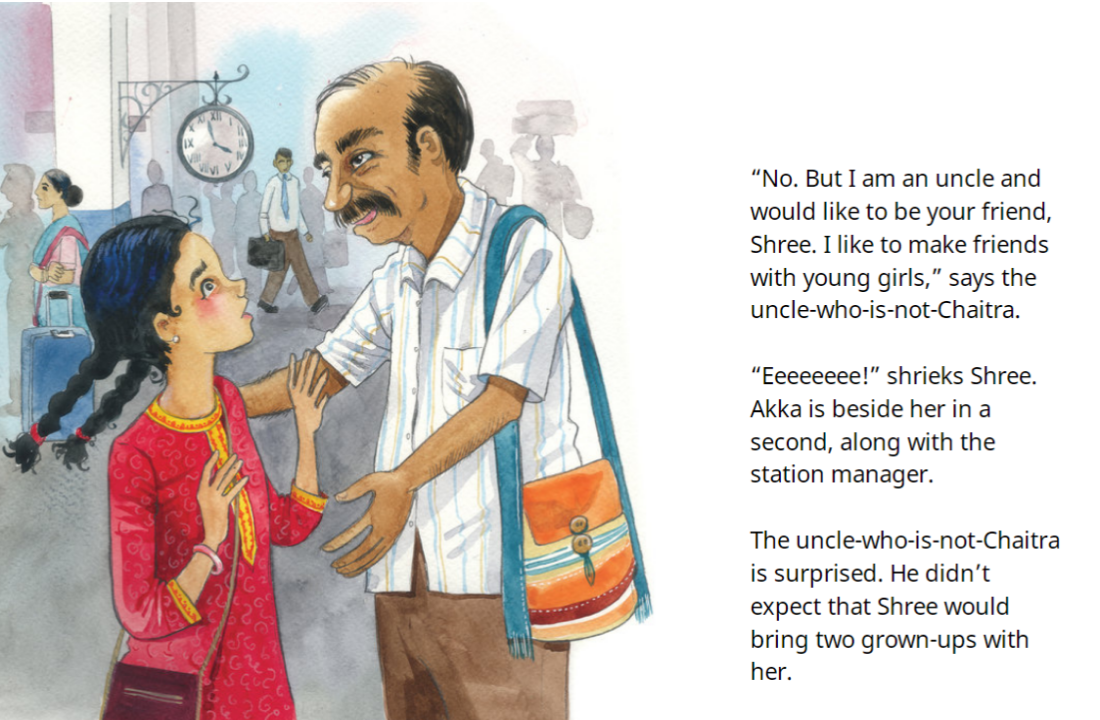 “No. But I am an uncle and
would like to be your friend,
Shree. I like to make friends
with young girls,” says the
uncle-who-is-not-Chaitra.
“Eeeeeeee!” shrieks Shree.
Akka is beside her in a
second, along with the
station manager.
The uncle-who-is-not-Chaitra
is surprised. He didn’t
expect that Shree would
bring two grown-ups with
her.